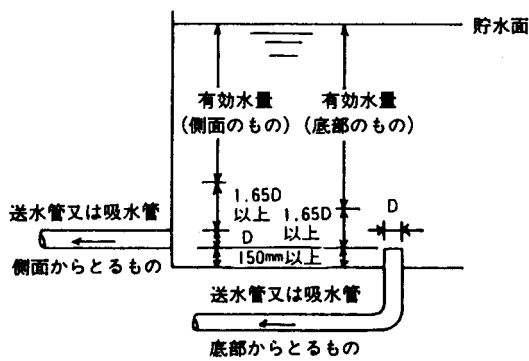 貯水面
有効水量
(側面のもの)
有効水量
(底部のもの)
1.65D
以上
1.65D
以上
D
D
150mm以上
送水管又は吸水管
側面からとるもの
送水管又は吸水管
底部からとるもの